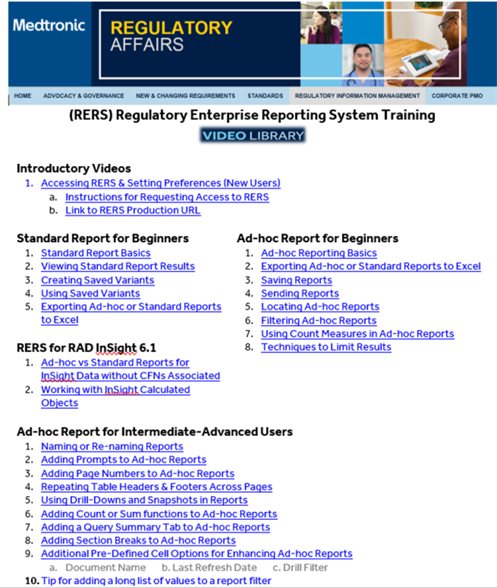 Medtronic
REGULATORY
AFFAIRS
HOME ADVOCACY & GOVERNANCE NEW & CHANGING REQUIREMENTS STANDARDS REGULATORY INFORMATION MANAGEMENT CORPORATE PMO
(RERS) Regulatory Enterprise Reporting System Training
VIDEO LIBRARY
Introductory Videos
1. Accessing RERS & Setting Preferences (New Users)
a. Instructions for Requesting Access to RERS
b. Link to RERS Production URL
Standard Report for Beginners
1. Standard Report Basics
2. Viewing Standard Report Results
3. Creating Saved Variants
4. Using Saved Variants
5. Exporting Ad-hoc or Standard Reports
to Excel
RERS for RAD InSight 6.1
1. Ad-hoc vs Standard Reports for
InSight Data without CFNs Associated
2. Working with InSight Calculated
Objects
Ad-hoc Report for Beginners
1. Ad-hoc Reporting Basics
2. Exporting Ad-hoc or Standard Reports to Excel
3. Saving Reports
4. Sending Reports
5. Locating Ad-hoc Reports
6. Filtering Ad-hoc Reports
7. Using Count Measures in Ad-hoc Reports
8. Techniques to Limit Results
Ad-hoc Report for Intermediate-Advanced Users
1. Naming or Re-naming Reports
2. Adding Prompts to Ad-hoc Reports
3. Adding Page Numbers to Ad-hoc Reports
4. Repeating Table Headers & Footers Across Pages
5. Using Drill-Downs and Snapshots in Reports
6. Adding Count or Sum functions to Ad-hoc Reports
7. Adding a Query Summary Tab to Ad-hoc Reports
8. Adding Section Breaks to Ad-hoc Reports
9. Additional Pre-Defined Cell Options for Enhancing Ad-hoc Reports
a. Document Name b. Last Refresh Date c. Drill Filter
10. Tip for adding a long list of values to a report filter